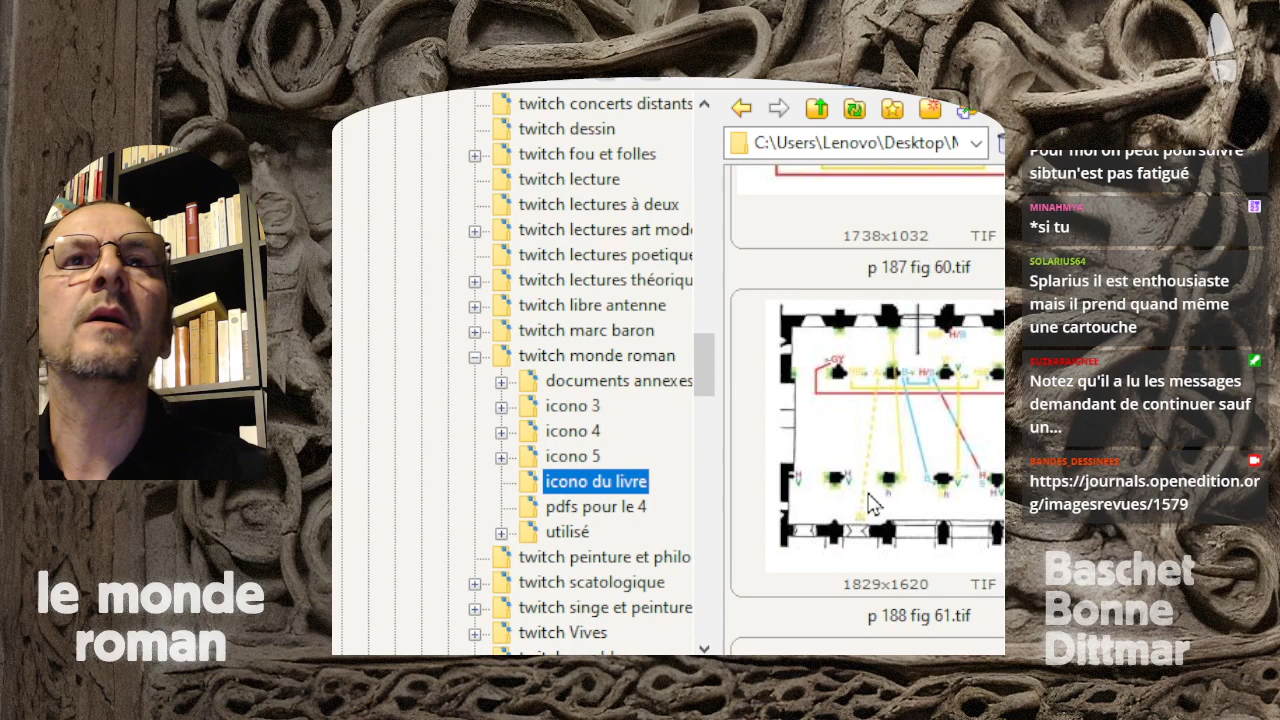 twitch concerts distants
twitch dessin
twitch fou et folles
twitch lecture
twitch lectures à deux
twitch lectures art mod
twitch lectures poetique
twitch lectures théoriqu
twitch libre antenne
twitch marc baron
twitch monde roman
documents annexes
icono 3
icono 4
icono 5
icono du livre
pdfs pour le 4
utilisé
twitch peinture et philo
twitch scatologique
twitch singe et peinture
twitch Vives
C:\Users\Lenovo\Desktop\M
1738x1032 TIF
p 187 fig 60.tif
1829x1620 TIF
p 188 fig 61.tif
Pour moi on peut poursuivre
sibtun'est pas fatigué
MINAHMYA
*si tu
SOLARIUS64
Splarius il est enthousiaste
mais il prend quand même
une cartouche
Notez qu'il a lu les messages
demandant de continuer sauf
un...
BANDES_DESSINEES
https://journals.openedition.or
g/imagesrevues/1579
le monde
roman
Baschet
Bonne
Dittmar